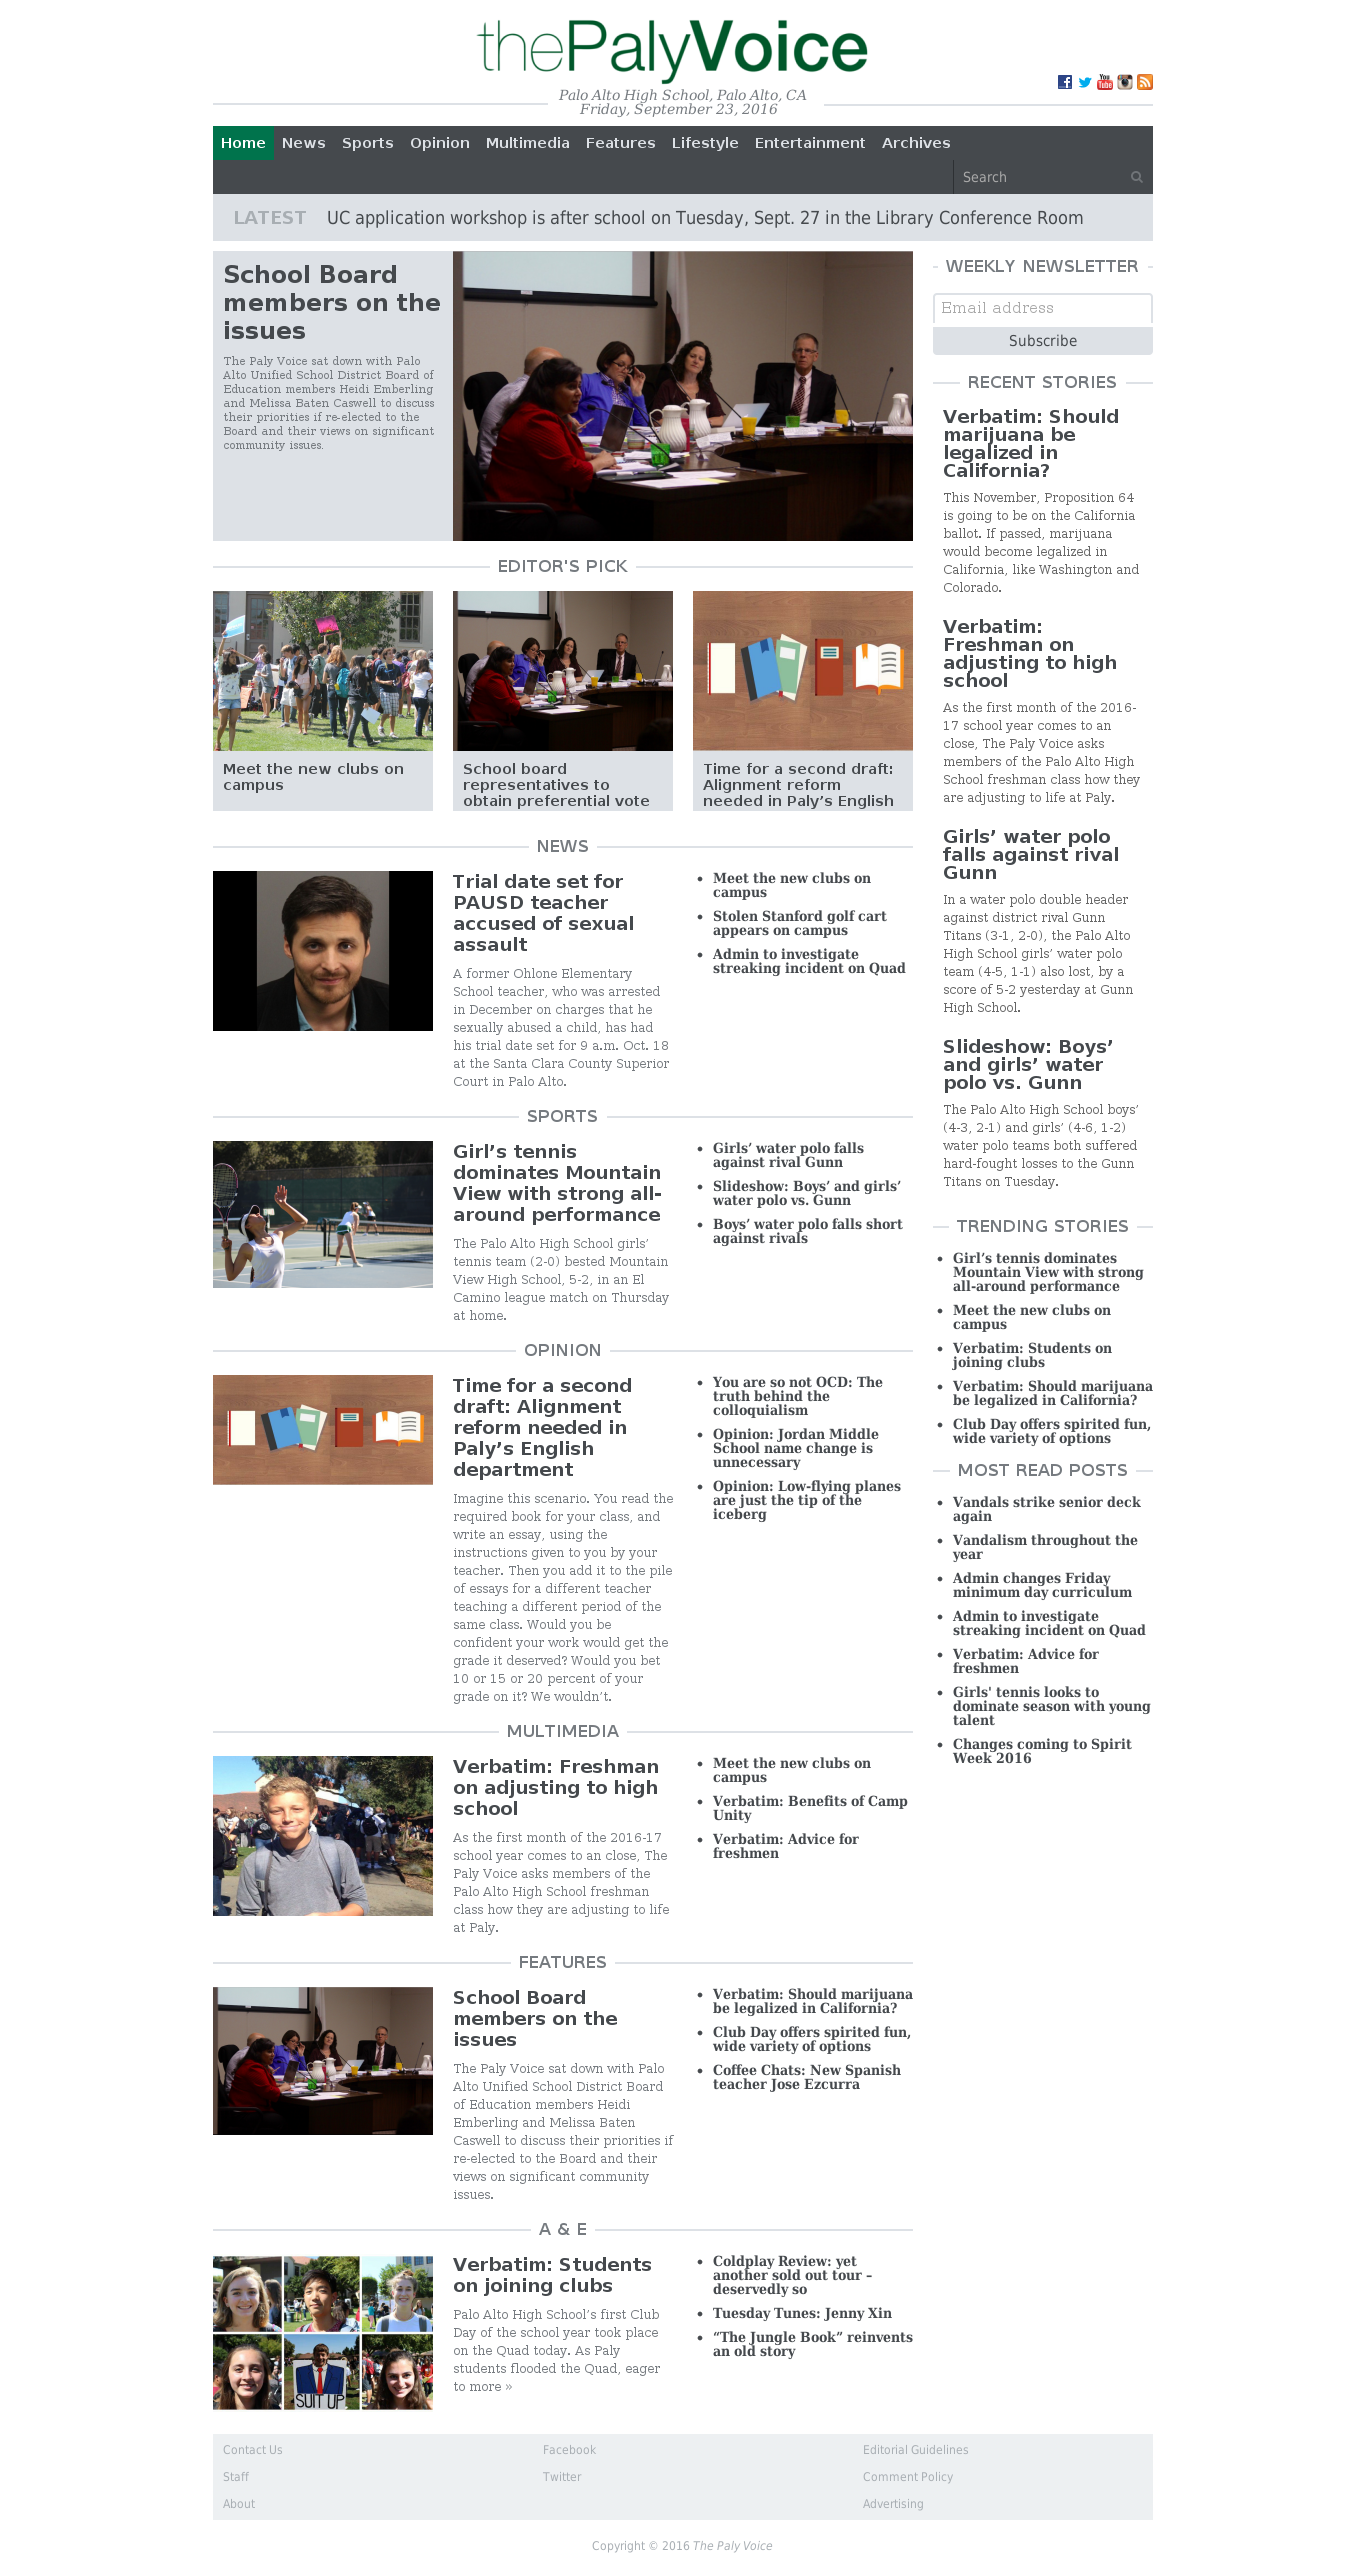 thePalyVoice
Palo Alto High School, Palo Alto, CA
Friday, September 23, 2016
Home News Sports Opinion Multimedia Features Lifestyle Entertainment Archives
Search
LATEST UC application workshop is after school on Tuesday, Sept. 27 in the Library Conference Room
School Board
members on the
issues
The Paly Voice sat down with Palo
Alto Unified School District Board of
Education members Heidi Emberling
and Melissa Baten Caswell to discuss
their priorities if re-elected to the
Board and their views on significant
community issues.
EDITOR'S PICK
Meet the new clubs on
campus
School board
representatives to
obtain preferential vote
Time for a second draft:
Alignment reform
needed in Paly’s English
NEWS
Trial date set for
PAUSD teacher
accused of sexual
assault
A former Ohlone Elementary
School teacher, who was arrested
in December on charges that he
sexually abused a child, has had
his trial date set for 9 a.m. Oct. 18
at the Santa Clara County Superior
Court in Palo Alto.
• Meet the new clubs on
campus
• Stolen Stanford golf cart
appears on campus
• Admin to investigate
streaking incident on Quad
SPORTS
Girl’s tennis
dominates Mountain
View with strong all-
around performance
The Palo Alto High School girls’
tennis team (2-0) bested Mountain
View High School, 5-2, in an El
Camino league match on Thursday
at home.
• Girls’ water polo falls
against rival Gunn
• Slideshow: Boys’ and girls’
water polo vs. Gunn
• Boys’ water polo falls short
against rivals
OPINION
Time for a second
draft: Alignment
reform needed in
Paly’s English
department
Imagine this scenario. You read the
required book for your class, and
write an essay, using the
instructions given to you by your
teacher. Then you add it to the pile
of essays for a different teacher
teaching a different period of the
same class. Would you be
confident your work would get the
grade it deserved? Would you bet
10 or 15 or 20 percent of your
grade on it? We wouldn’t.
• You are so not OCD: The
truth behind the
colloquialism
• Opinion: Jordan Middle
School name change is
unnecessary
• Opinion: Low-flying planes
are just the tip of the
iceberg
MULTIMEDIA
Verbatim: Freshman
on adjusting to high
school
As the first month of the 2016-17
school year comes to an close, The
Paly Voice asks members of the
Palo Alto High School freshman
class how they are adjusting to life
at Paly.
• Meet the new clubs on
campus
• Verbatim: Benefits of Camp
Unity
• Verbatim: Advice for
freshmen
FEATURES
School Board
members on the
issues
The Paly Voice sat down with Palo
Alto Unified School District Board
of Education members Heidi
Emberling and Melissa Baten
Caswell to discuss their priorities if
re-elected to the Board and their
views on significant community
issues.
• Verbatim: Should marijuana
be legalized in California?
• Club Day offers spirited fun,
wide variety of options
• Coffee Chats: New Spanish
teacher Jose Ezcurra
A & E
SUIT UP
Verbatim: Students
on joining clubs
Palo Alto High School’s first Club
Day of the school year took place
on the Quad today. As Paly
students flooded the Quad, eager
to more »
• Coldplay Review: yet
another sold out tour –
deservedly so
• Tuesday Tunes: Jenny Xin
• “The Jungle Book” reinvents
an old story
WEEKLY NEWSLETTER
Email address
Subscribe
RECENT STORIES
Verbatim: Should
marijuana be
legalized in
California?
This November, Proposition 64
is going to be on the California
ballot. If passed, marijuana
would become legalized in
California, like Washington and
Colorado.
Verbatim:
Freshman on
adjusting to high
school
As the first month of the 2016-
17 school year comes to an
close, The Paly Voice asks
members of the Palo Alto High
School freshman class how they
are adjusting to life at Paly.
Girls’ water polo
falls against rival
Gunn
In a water polo double header
against district rival Gunn
Titans (3-1, 2-0), the Palo Alto
High School girls’ water polo
team (4-5, 1-1) also lost, by a
score of 5-2 yesterday at Gunn
High School.
Slideshow: Boys’
and girls’ water
polo vs. Gunn
The Palo Alto High School boys’
(4-3, 2-1) and girls’ (4-6, 1-2)
water polo teams both suffered
hard-fought losses to the Gunn
Titans on Tuesday.
TRENDING STORIES
• Girl’s tennis dominates
Mountain View with strong
all-around performance
• Meet the new clubs on
campus
• Verbatim: Students on
joining clubs
• Verbatim: Should marijuana
be legalized in California?
• Club Day offers spirited fun,
wide variety of options
MOST READ POSTS
• Vandals strike senior deck
again
• Vandalism throughout the
year
• Admin changes Friday
minimum day curriculum
• Admin to investigate
streaking incident on Quad
• Verbatim: Advice for
freshmen
• Girls' tennis looks to
dominate season with young
talent
• Changes coming to Spirit
Week 2016
Contact Us
Staff
About
Facebook
Twitter
Editorial Guidelines
Comment Policy
Advertising
Copyright © 2016 The Paly Voice